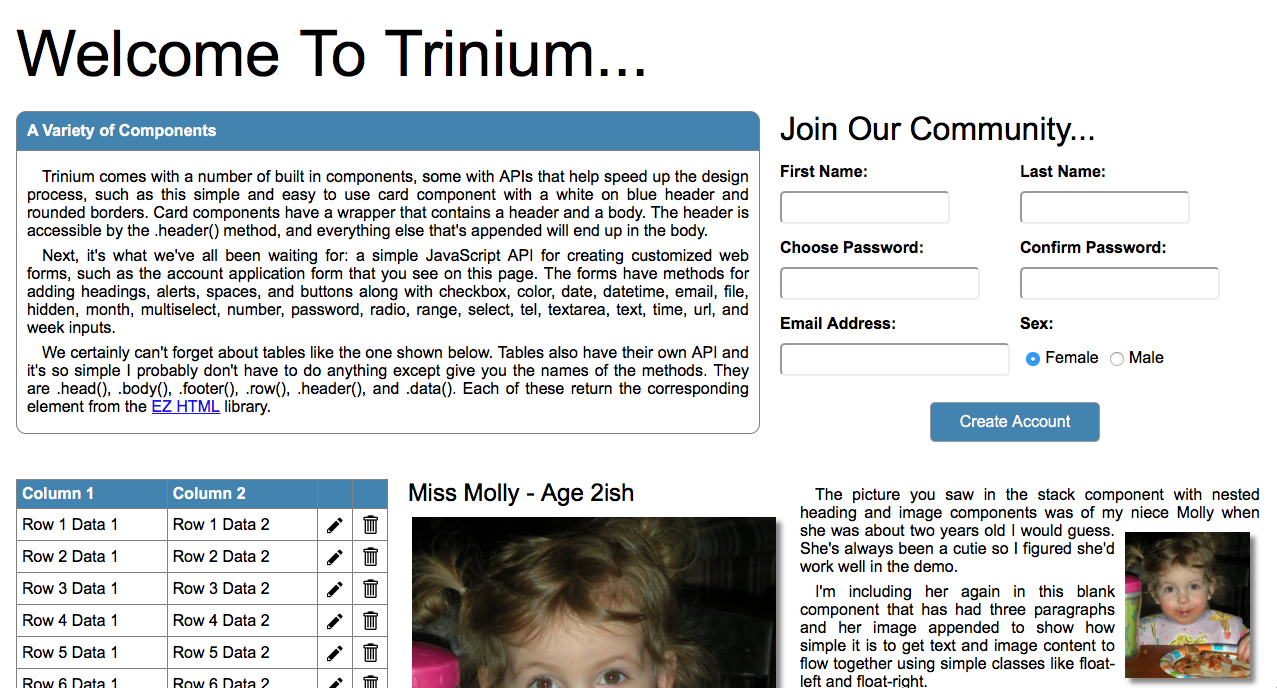 Welcome To Trinium...
A Variety of Components
Trinium comes with a number of built in components, some with APIs that help speed up the design
process, such as this simple and easy to use card component with a white on blue header and
rounded borders. Card components have a wrapper that contains a header and a body. The header is
accessible by the .header() method, and everything else that's appended will end up in the body.
Next, it's what we've all been waiting for: a simple JavaScript API for creating customized web
forms, such as the account application form that you see on this page. The forms have methods for
adding headings, alerts, spaces, and buttons along with checkbox, color, date, datetime, email, file,
hidden, month, multiselect, number, password, radio, range, select, tel, textarea, text, time, url, and
week inputs.
We certainly can't forget about tables like the one shown below. Tables also have their own API and
it's so simple I probably don't have to do anything except give you the names of the methods. They
are .head(), .body(), .footer(), .row(), .header(), and .data(). Each of these return the corresponding
element from the EZ HTML library.
Join Our Community...
First Name: Last Name:
Choose Password: Confirm Password:
Email Address: Sex:
Female Male
Create Account
Column 1 Column 2
Row 1 Data 1 Row 1 Data 2
Row 2 Data 1 Row 2 Data 2
Row 3 Data 1 Row 3 Data 2
Row 4 Data 1 Row 4 Data 2
Row 5 Data 1 Row 5 Data 2
Row 6 Data 1 Row 6 Data 2
Miss Molly - Age 2ish
The picture you saw in the stack component with nested
heading and image components was of my niece Molly when
she was about two years old I would guess.
She's always been a cutie so I figured she'd
work well in the demo.
I'm including her again in this blank
component that has had three paragraphs
and her image appended to show how
simple it is to get text and image content to
flow together using simple classes like float-
left and float-right.